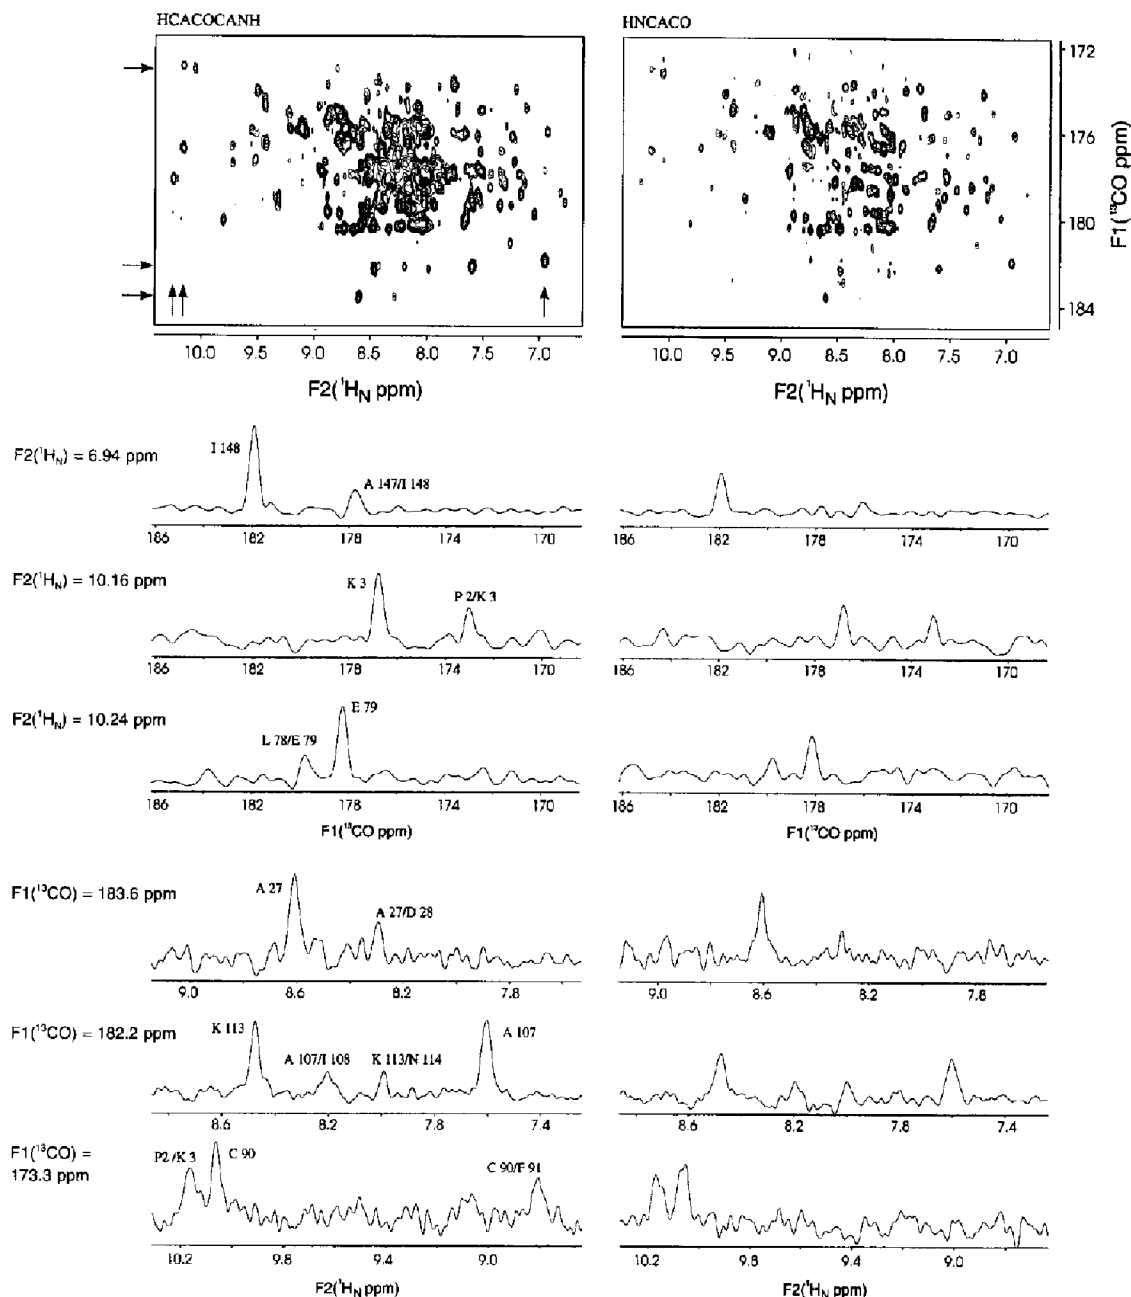 HCACOCANH
HNCACO
172
176
180
184
F1(¹³CO ppm)
10.0 9.5 9.0 8.5 8.0 7.5 7.0
10.0 9.5 9.0 8.5 8.0 7.5 7.0
F2(¹H_N ppm)
F2(¹H_N ppm)
F2(¹H_N) = 6.94 ppm
I 148
A 147/I 148
186 182 178 174 170
186 182 178 174 170
F2(¹H_N) = 10.16 ppm
K 3
P 2/K 3
186 182 178 174 170
186 182 178 174 170
F2(¹H_N) = 10.24 ppm
E 79
L 78/E 79
186 182 178 174 170
186 182 178 174 170
F1(¹³CO ppm)
F1(¹³CO ppm)
F1(¹³CO) = 183.6 ppm
A 27
A 27/D 28
9.0 8.6 8.2 7.8
9.0 8.6 8.2 7.8
F1(¹³CO) = 182.2 ppm
K 113
A 107/I 108
K 113/N 114
A 107
8.6 8.2 7.8 7.4
8.6 8.2 7.8 7.4
F1(¹³CO) =
173.3 ppm
P2/K 3
C 90
C 90/F 91
10.2 9.8 9.4 9.0
10.2 9.8 9.4 9.0
F2(¹H_N ppm)
F2(¹H_N ppm)